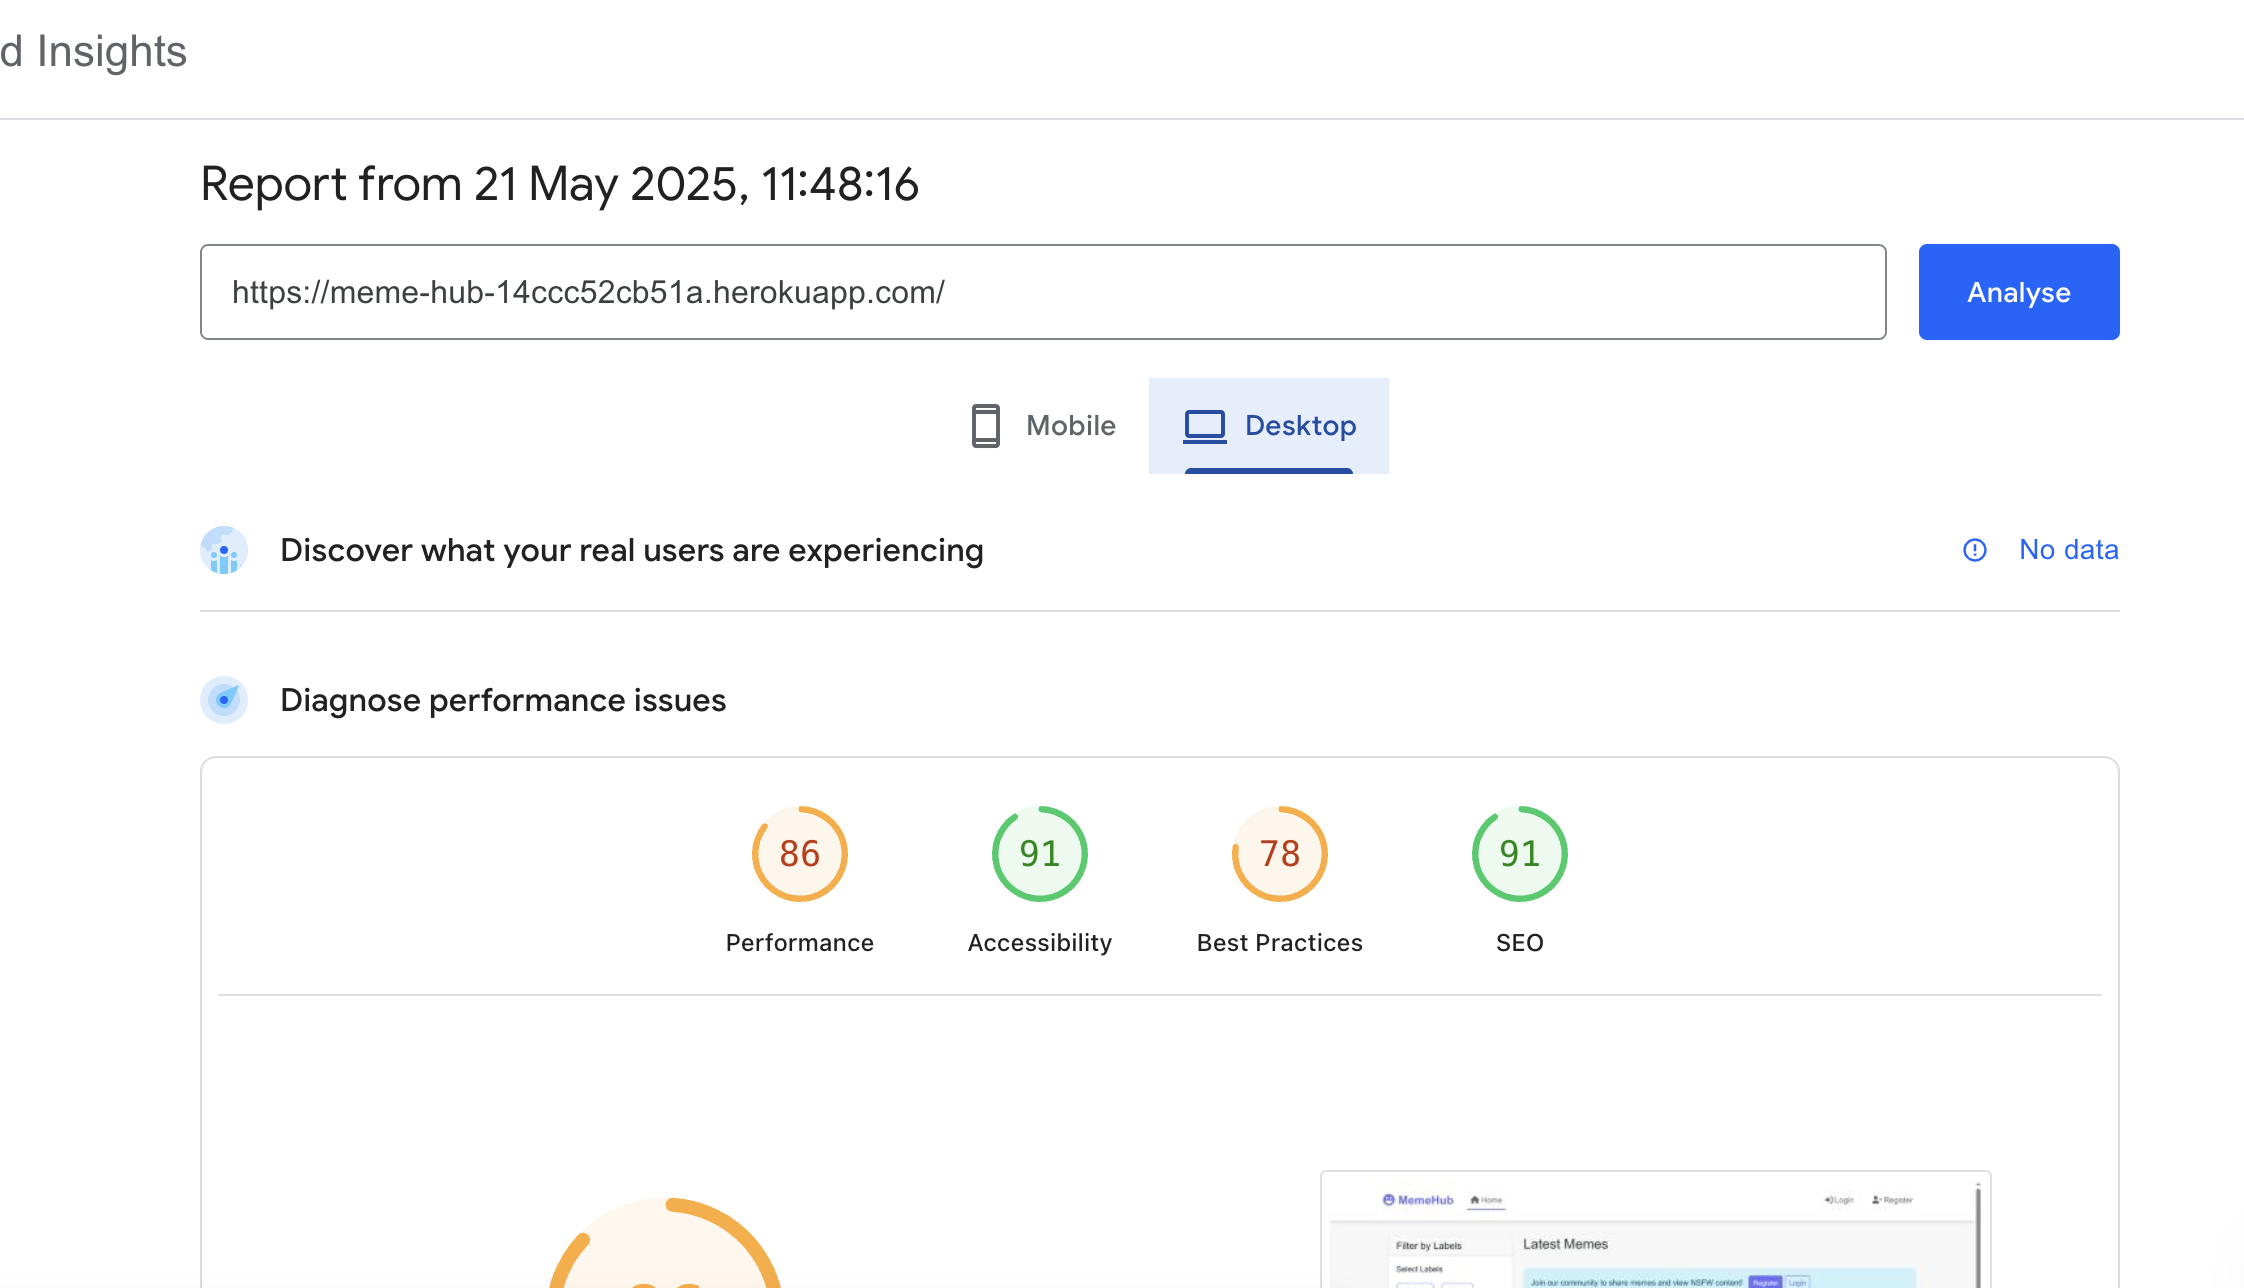 d Insights
Report from 21 May 2025, 11:48:16
https://meme-hub-14ccc52cb51a.herokuapp.com/
Analyse
Mobile
Desktop
Discover what your real users are experiencing
No data
Diagnose performance issues
86
91
78
91
Performance
Accessibility
Best Practices
SEO
MemeHub
Home
Login
Register
Filter by Labels
Latest Memes
Select Labels
Join our community to share memes and view NSFW content!
Register
Login